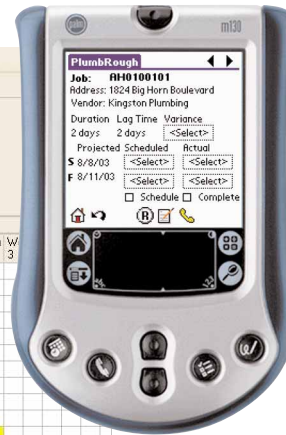 m130
PlumbRough
Job: AH0100101
Address: 1824 Big Horn Boulevard
Vendor: Kingston Plumbing
Duration Lag Time Variance
2 days 2 days <Select>
Projected Scheduled Actual
S 8/8/03 <Select> <Select>
F 8/11/03 <Select> <Select>
Schedule Complete
R
W
3